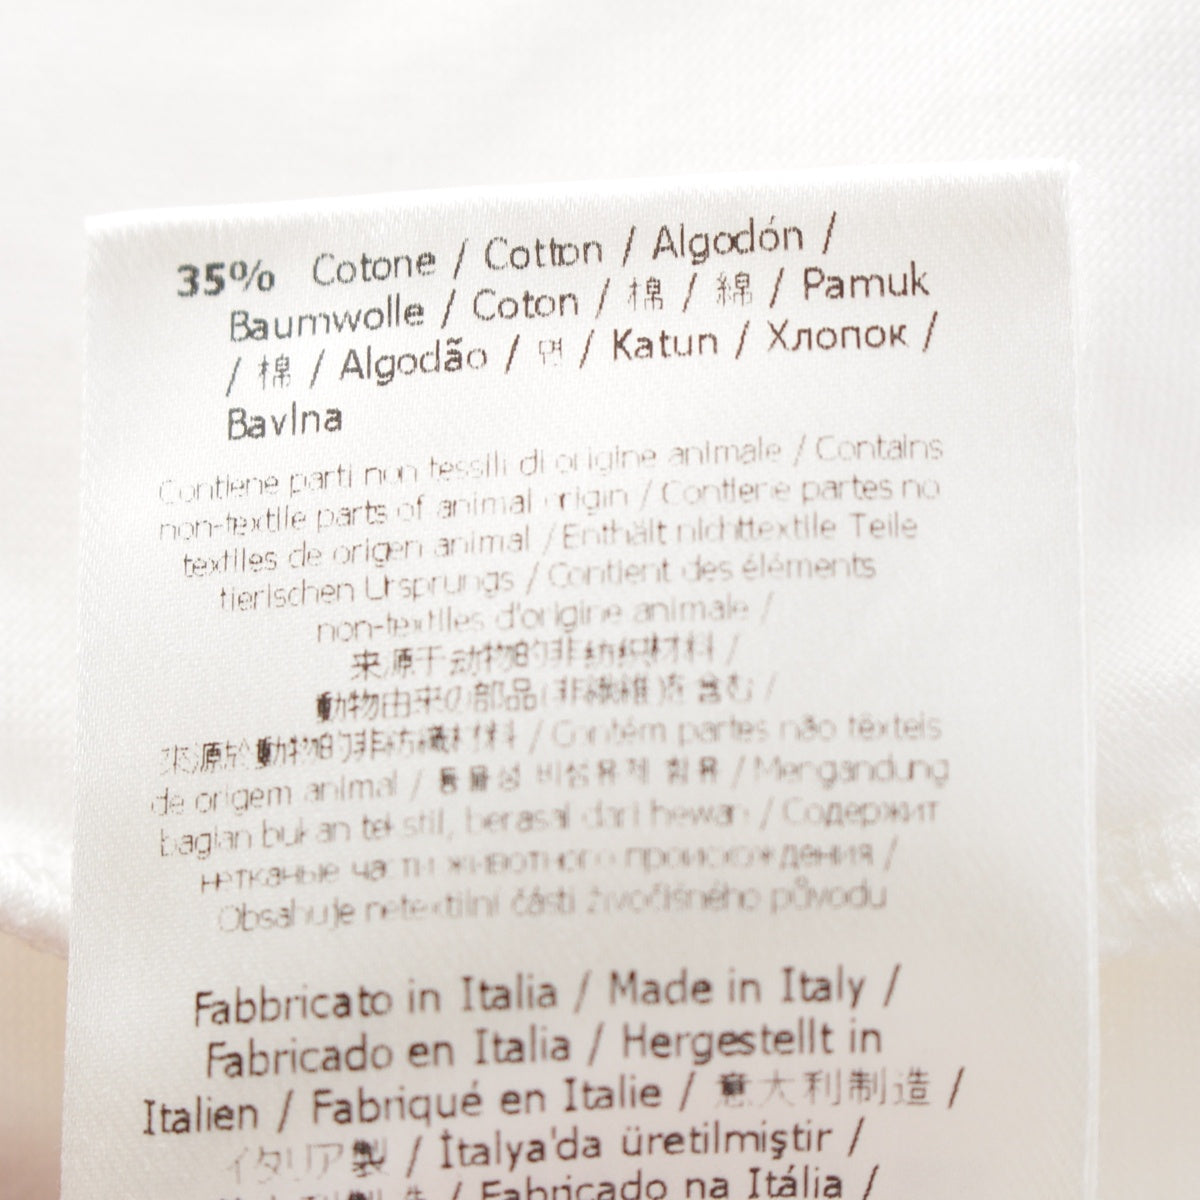 35% Cotone / Cotton / Algodón /
Baumwolle / Coton / 棉 / 綿 / Pamuk
/ 棉 / Algodão / 면 / Katun / Хлопок /
Bavlna
Contiene parti non tessili di origine animale / Contains
non-textile parts of animal origin / Contiene partes no
textiles de origen animal / Enthält nichttextile Teile
tierischen Ursprungs / Contient des éléments
non-textiles d'origine animale /
来源于动物的非纺织材料 /
動物由来の部品(非繊維)を含む /
來源於動物的非紡織材料 / Contém partes não têxteis
de origem animal / 동물성 비섬유제 함유 / Mengandung
bagian bukan tekstil, berasal dari hewan / Содержит
нетканые части животного происхождения /
Obsahuje netextilní části živočišného původu
Fabbricato in Italia / Made in Italy /
Fabricado en Italia / Hergestellt in
Italien / Fabriqué en Italie / 意大利制造 /
イタリア製 / İtalya'da üretilmiştir /
/ Fabricado na Itália /